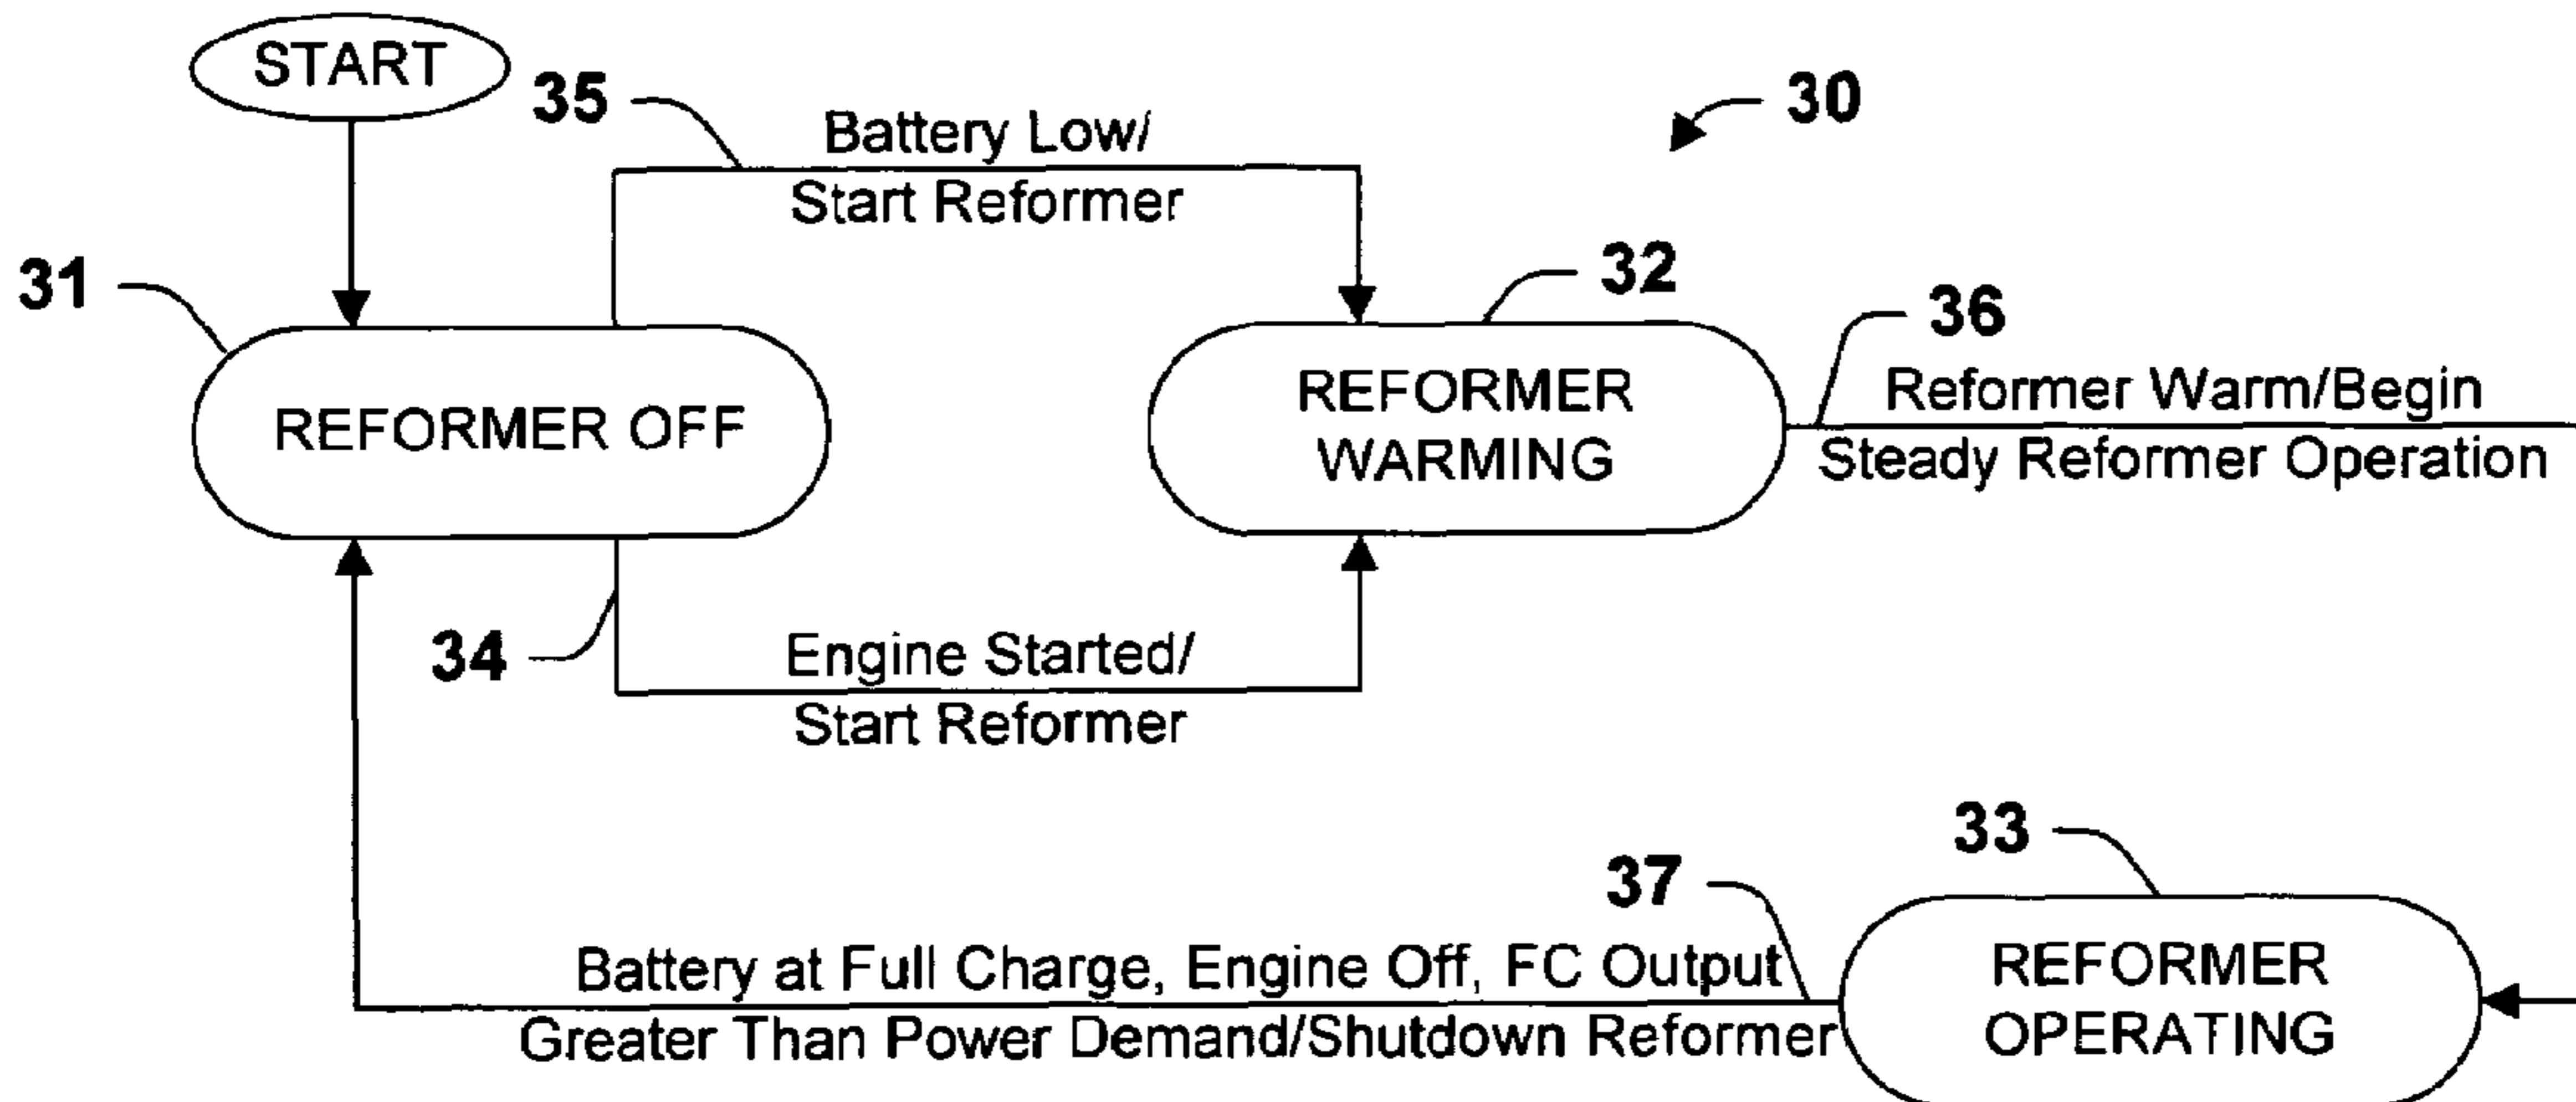 START
35
Battery Low/
Start Reformer
30
31
REFORMER OFF
32
REFORMER
WARMING
36
Reformer Warm/Begin
Steady Reformer Operation
34
Engine Started/
Start Reformer
37
33
Battery at Full Charge, Engine Off, FC Output
Greater Than Power Demand/Shutdown Reformer
REFORMER
OPERATING